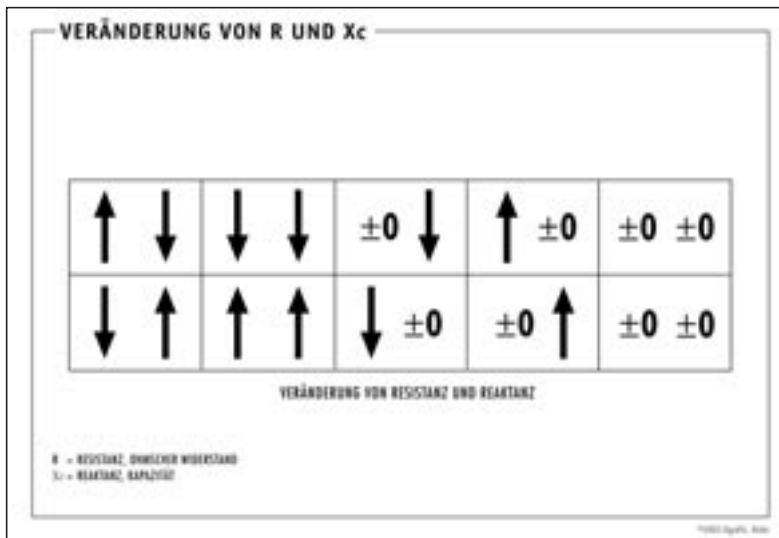 VERÄNDERUNG VON R UND Xc
±0 ±0 ±0 ±0
±0 ±0 ±0 ±0
VERÄNDERUNG VON RESISTANZ UND REAKTANZ
R = RESISTANZ, OHMSCHER WIDERSTAND
Xc = REAKTANZ, KAPAZITÄT